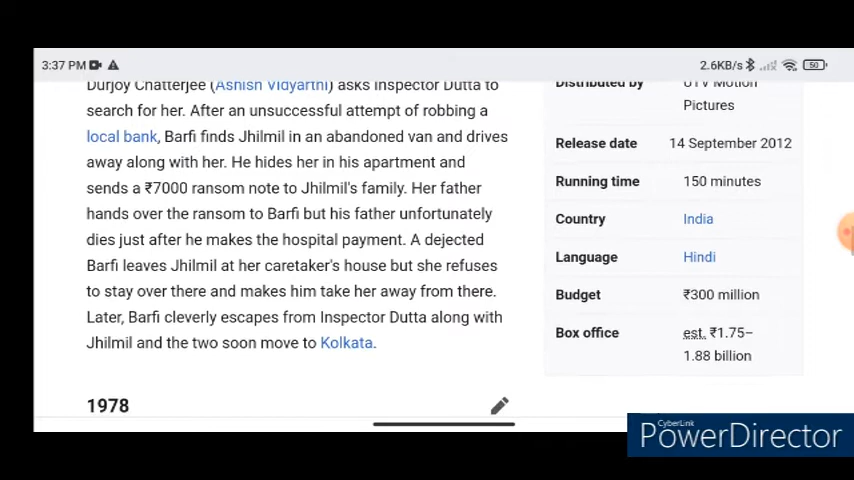 3:37 PM
2.6KB/s
50
Durjoy Chatterjee (Ashish Vidyarthi) asks Inspector Dutta to
search for her. After an unsuccessful attempt of robbing a
local bank, Barfi finds Jhilmil in an abandoned van and drives
away along with her. He hides her in his apartment and
sends a ₹7000 ransom note to Jhilmil's family. Her father
hands over the ransom to Barfi but his father unfortunately
dies just after he makes the hospital payment. A dejected
Barfi leaves Jhilmil at her caretaker's house but she refuses
to stay over there and makes him take her away from there.
Later, Barfi cleverly escapes from Inspector Dutta along with
Jhilmil and the two soon move to Kolkata.
1978
Distributed by UTV Motion
Pictures
Release date 14 September 2012
Running time 150 minutes
Country India
Language Hindi
Budget ₹300 million
Box office est. ₹1.75–
1.88 billion
CyberLink
PowerDirector